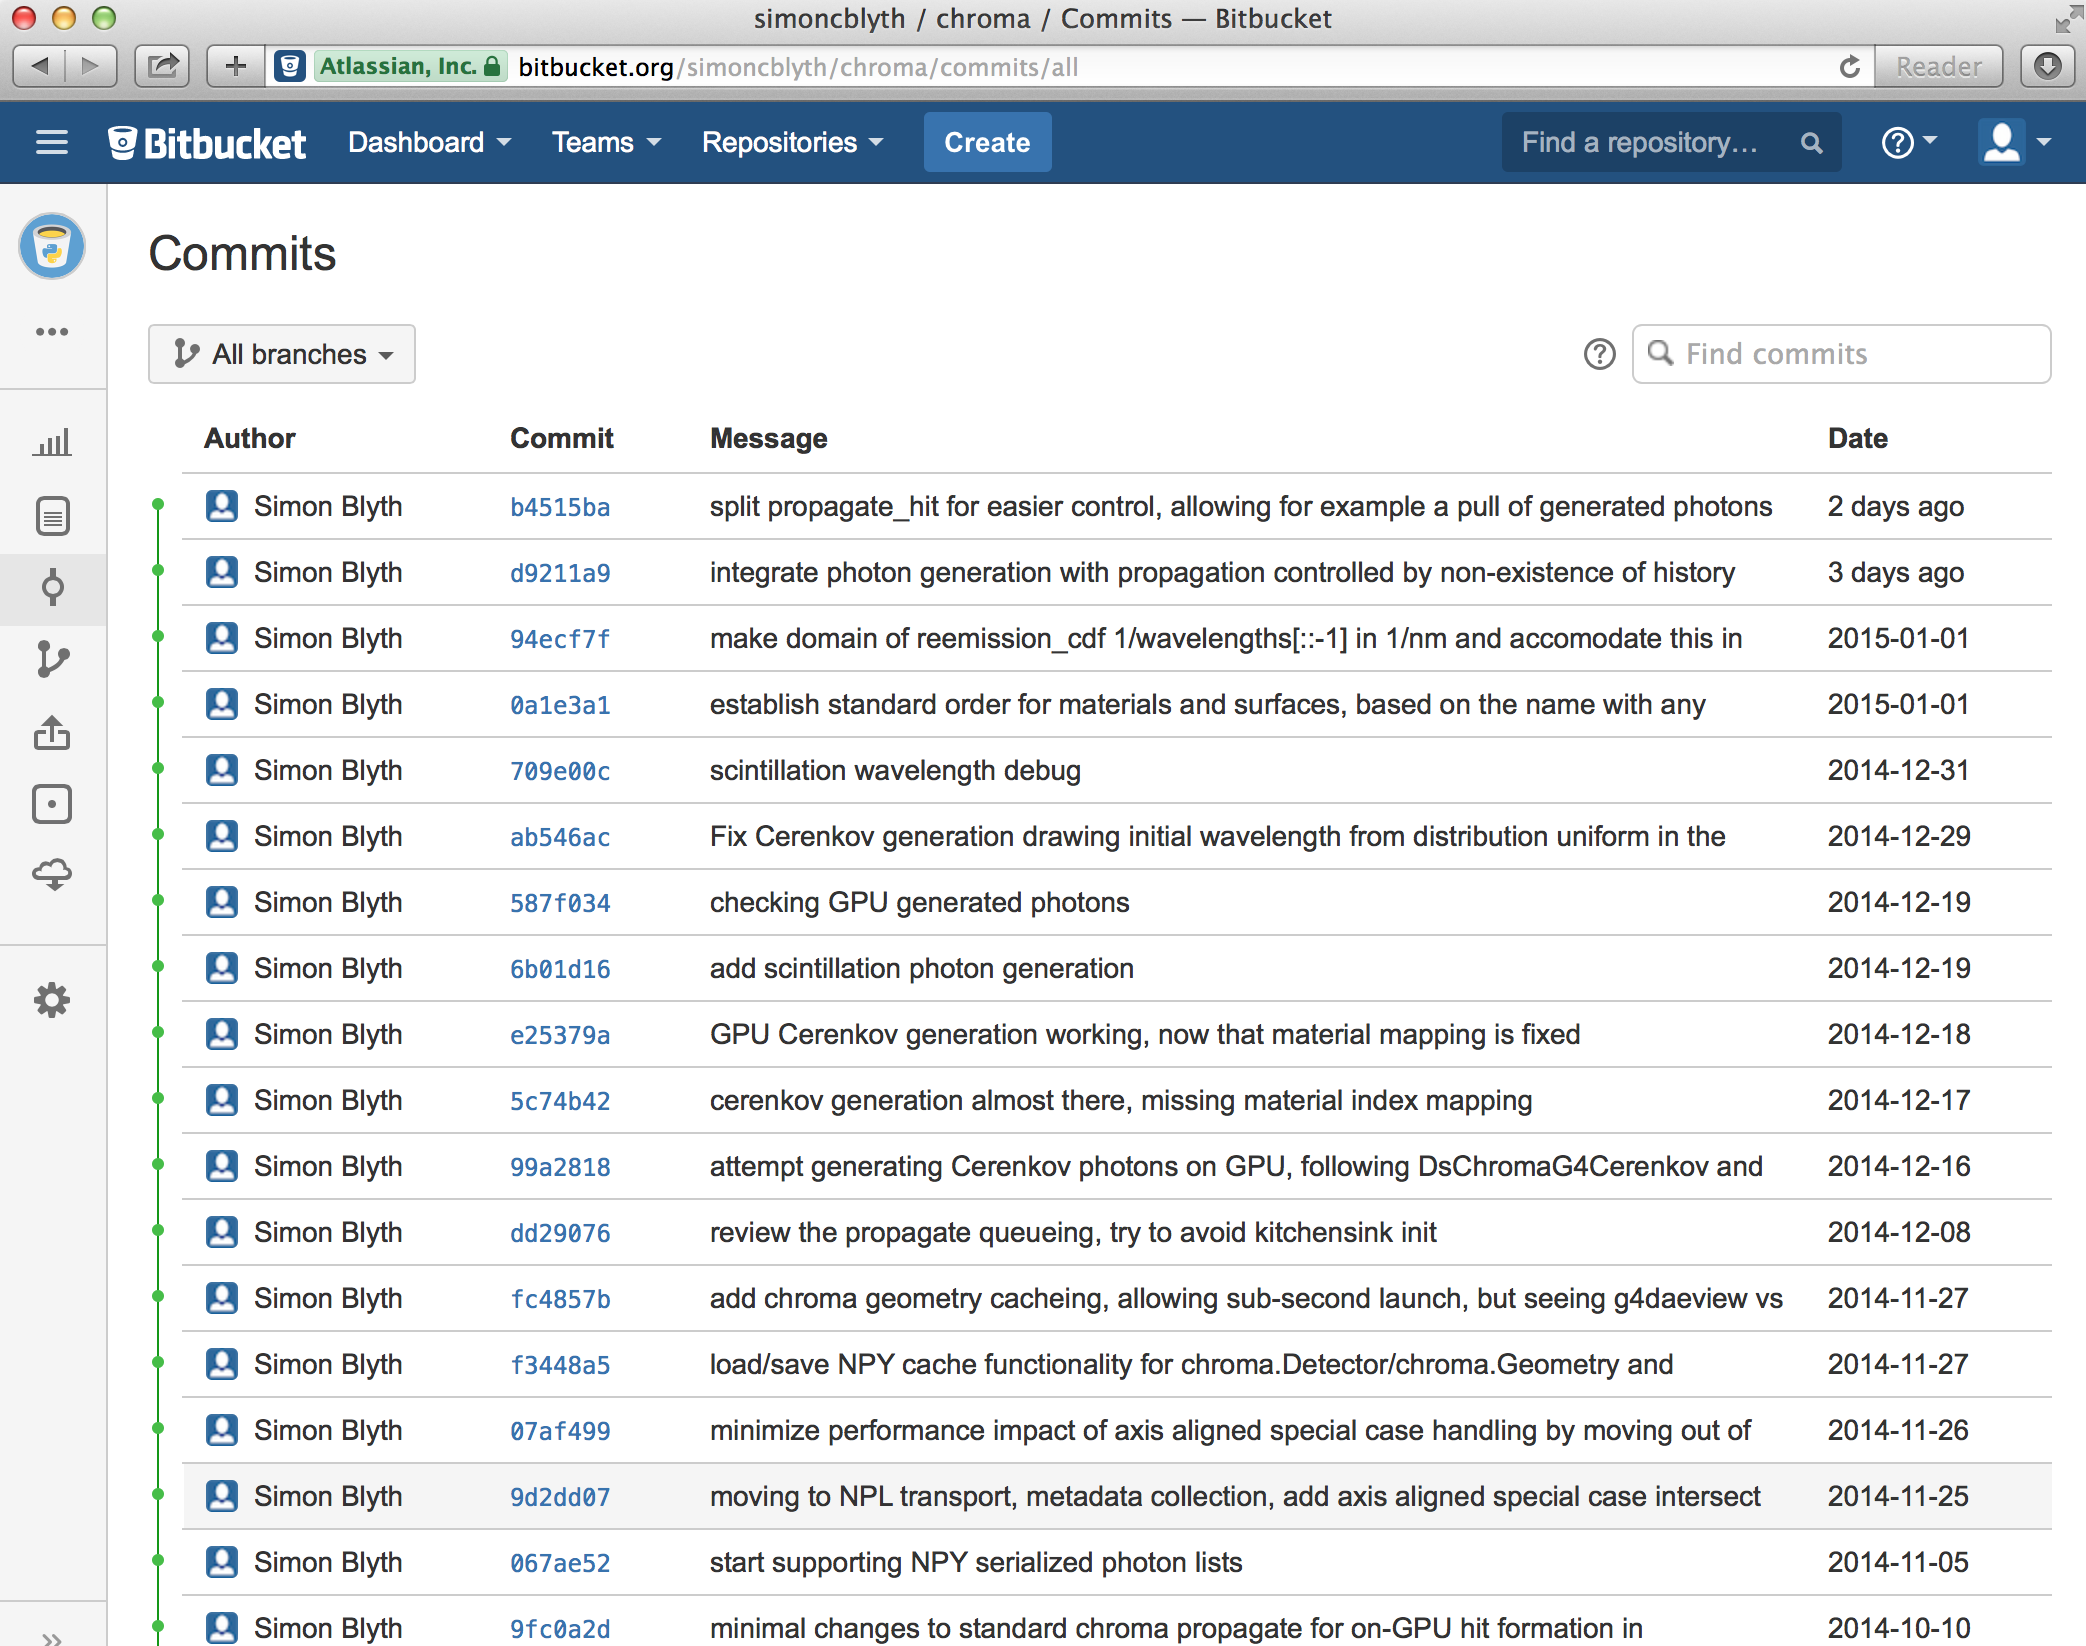 simoncblyth / chroma / Commits — Bitbucket
Atlassian, Inc. bitbucket.org/simoncblyth/chroma/commits/all Reader
Bitbucket Dashboard Teams Repositories Create Find a repository...
Commits
All branches Find commits
Author Commit Message Date
Simon Blyth b4515ba split propagate_hit for easier control, allowing for example a pull of generated photons 2 days ago
Simon Blyth d9211a9 integrate photon generation with propagation controlled by non-existence of history 3 days ago
Simon Blyth 94ecf7f make domain of reemission_cdf 1/wavelengths[::-1] in 1/nm and accomodate this in 2015-01-01
Simon Blyth 0a1e3a1 establish standard order for materials and surfaces, based on the name with any 2015-01-01
Simon Blyth 709e00c scintillation wavelength debug 2014-12-31
Simon Blyth ab546ac Fix Cerenkov generation drawing initial wavelength from distribution uniform in the 2014-12-29
Simon Blyth 587f034 checking GPU generated photons 2014-12-19
Simon Blyth 6b01d16 add scintillation photon generation 2014-12-19
Simon Blyth e25379a GPU Cerenkov generation working, now that material mapping is fixed 2014-12-18
Simon Blyth 5c74b42 cerenkov generation almost there, missing material index mapping 2014-12-17
Simon Blyth 99a2818 attempt generating Cerenkov photons on GPU, following DsChromaG4Cerenkov and 2014-12-16
Simon Blyth dd29076 review the propagate queueing, try to avoid kitchensink init 2014-12-08
Simon Blyth fc4857b add chroma geometry cacheing, allowing sub-second launch, but seeing g4daeview vs 2014-11-27
Simon Blyth f3448a5 load/save NPY cache functionality for chroma.Detector/chroma.Geometry and 2014-11-27
Simon Blyth 07af499 minimize performance impact of axis aligned special case handling by moving out of 2014-11-26
Simon Blyth 9d2dd07 moving to NPL transport, metadata collection, add axis aligned special case intersect 2014-11-25
Simon Blyth 067ae52 start supporting NPY serialized photon lists 2014-11-05
Simon Blyth 9fc0a2d minimal changes to standard chroma propagate for on-GPU hit formation in 2014-10-10